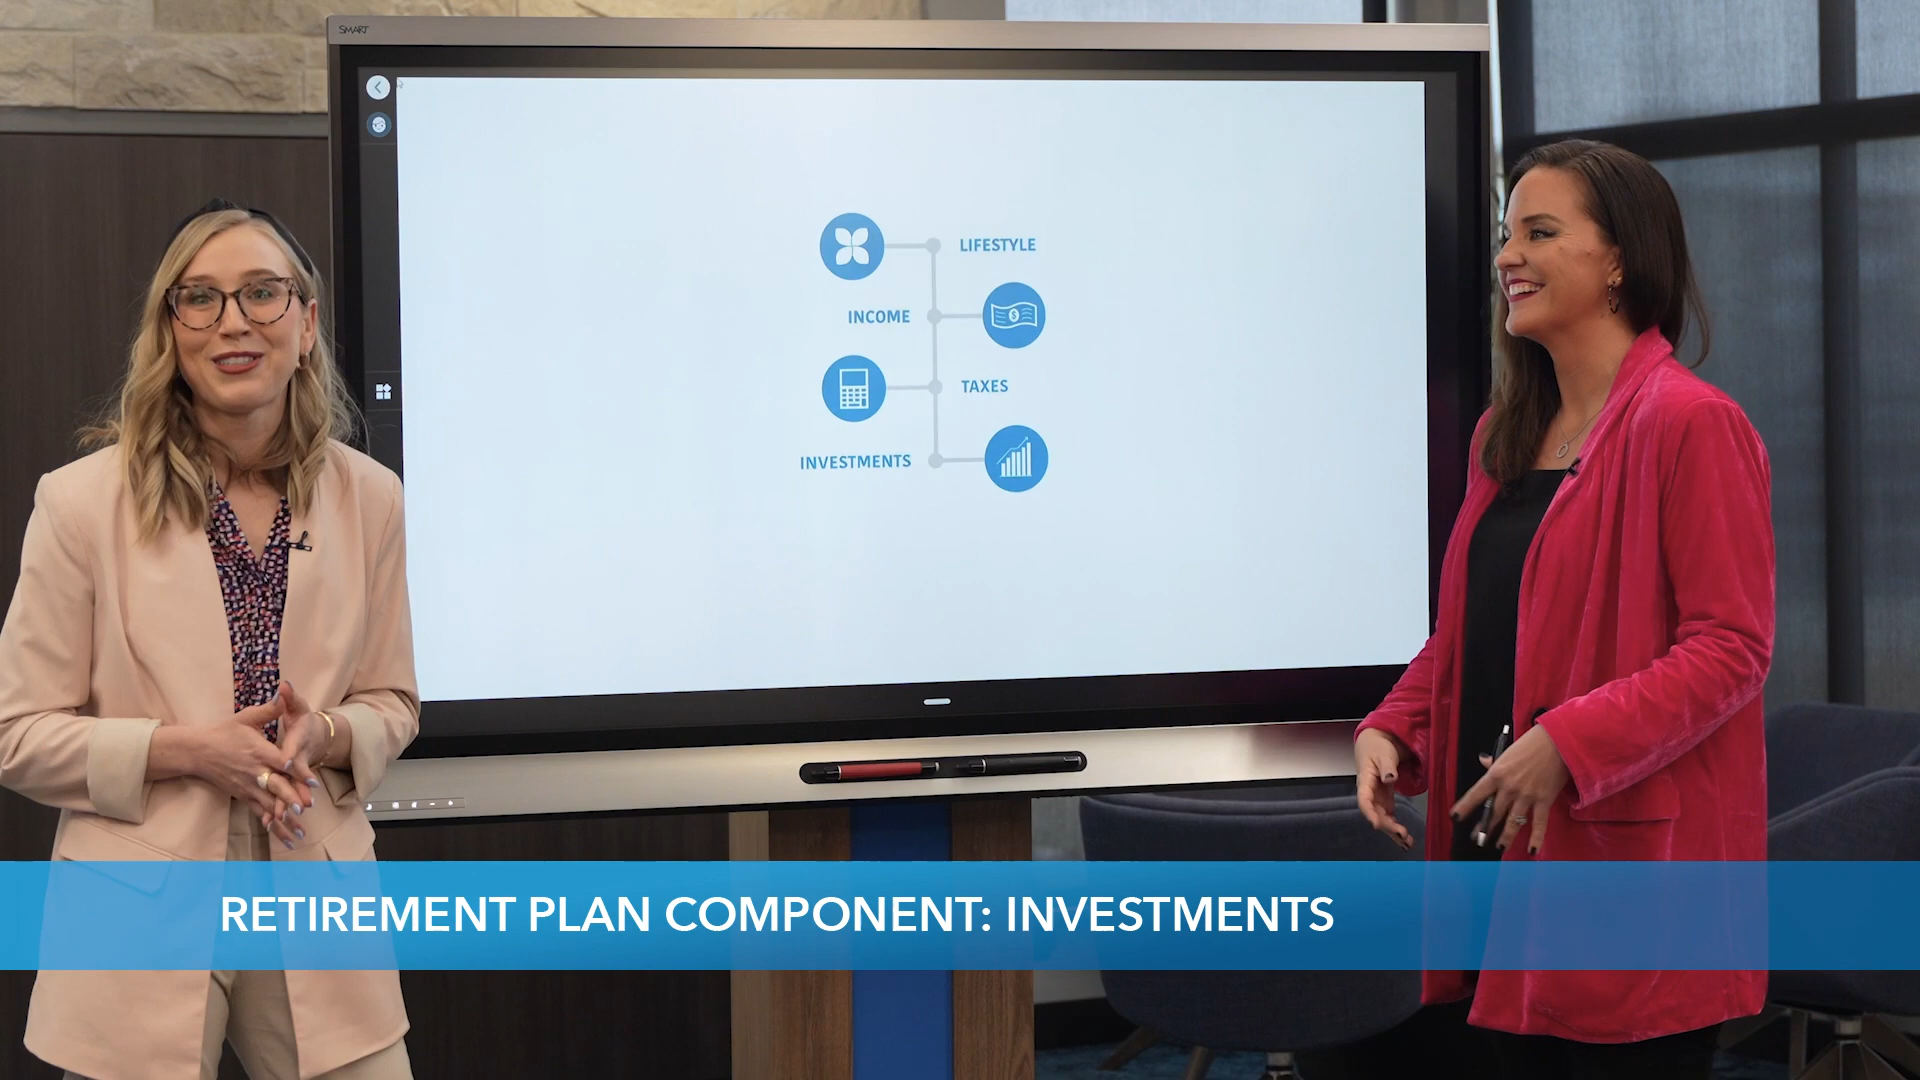 SMART
LIFESTYLE
INCOME
TAXES
INVESTMENTS
RETIREMENT PLAN COMPONENT: INVESTMENTS